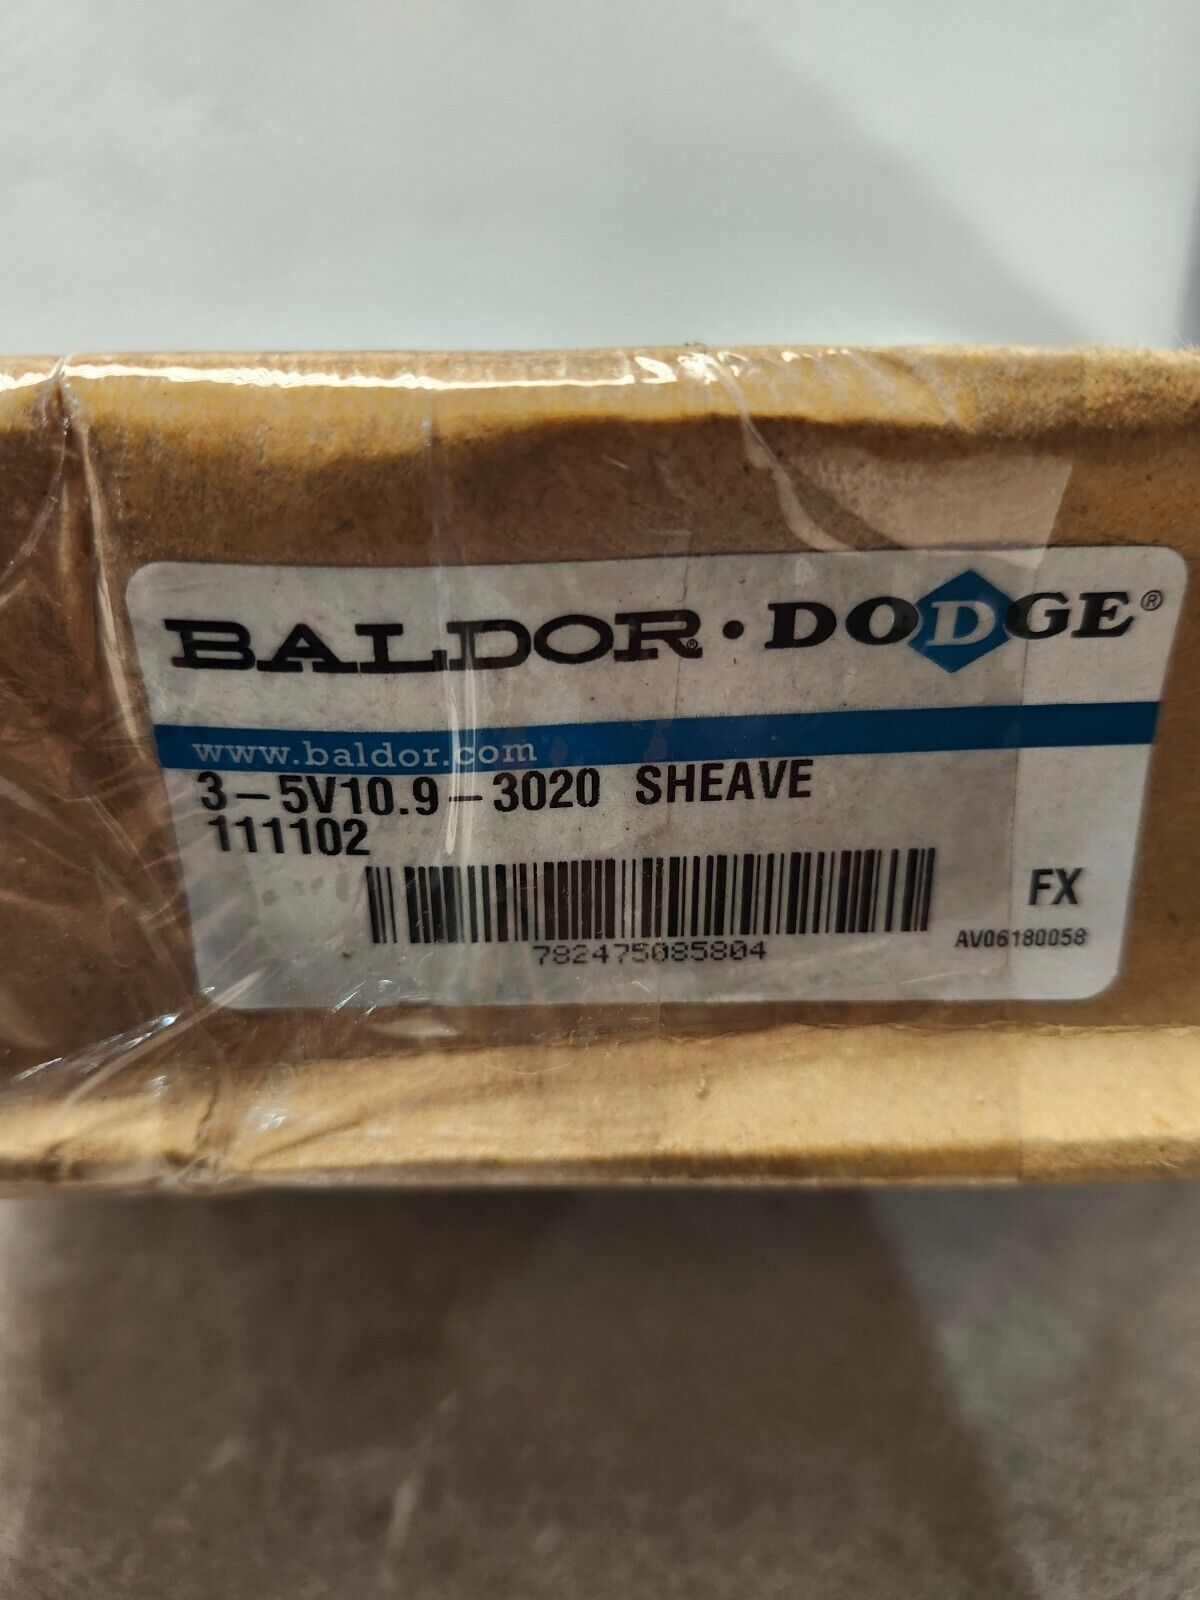 BALDOR® • DODGE®
www.baldor.com
3-5V10.9-3020 SHEAVE
111102
FX
782475085804
AV06180058